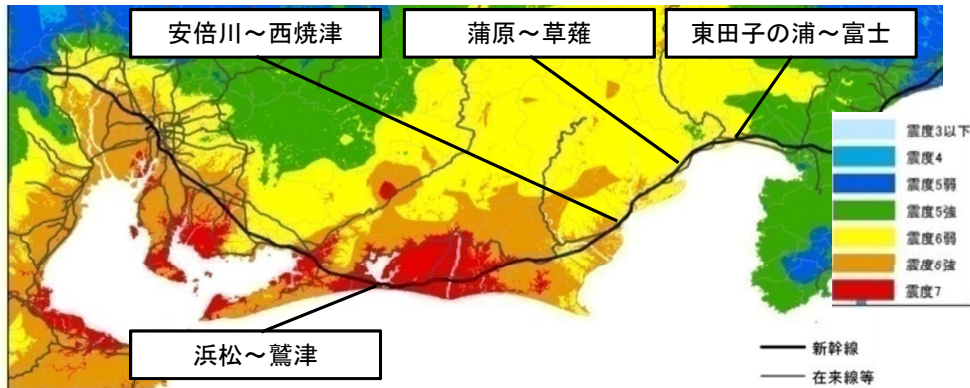 安倍川～西焼津
蒲原～草薙
東田子の浦～富士
震度3以下
震度4
震度5弱
震度5強
震度6弱
震度6強
震度7
浜松～鷲津
新幹線
在来線等